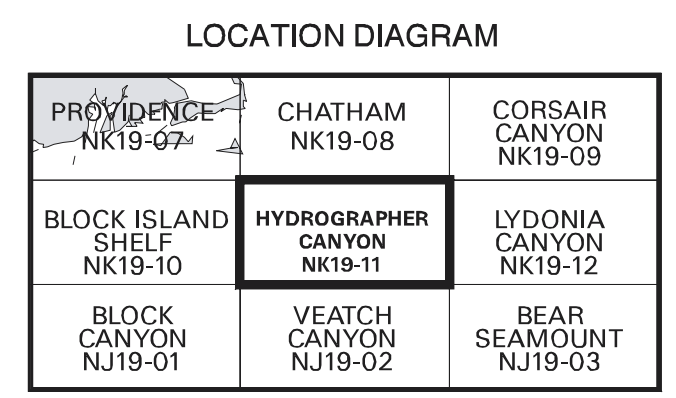 LOCATION DIAGRAM
PROVIDENCE
NK19-07
CHATHAM
NK19-08
CORSAIR
CANYON
NK19-09
BLOCK ISLAND
SHELF
NK19-10
HYDROGRAPHER
CANYON
NK19-11
LYDONIA
CANYON
NK19-12
BLOCK
CANYON
NJ19-01
VEATCH
CANYON
NJ19-02
BEAR
SEAMOUNT
NJ19-03